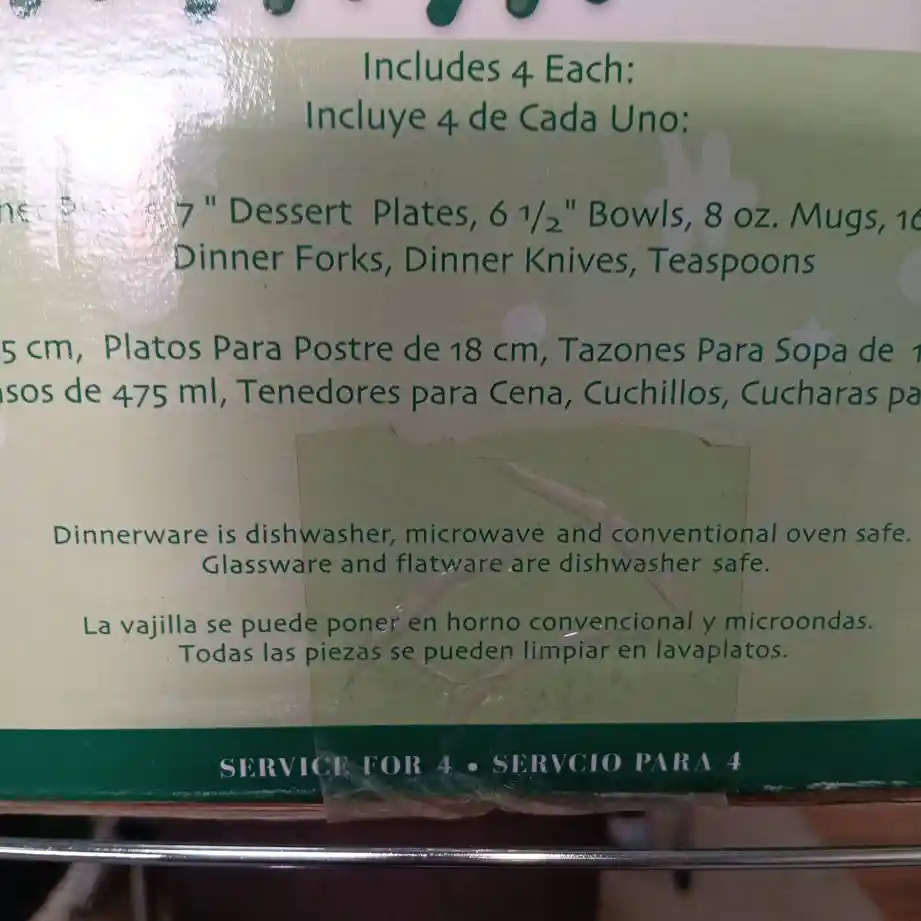 Includes 4 Each:
Incluye 4 de Cada Uno:
7" Dessert Plates, 6 1/2" Bowls, 8 oz. Mugs,
Dinner Forks, Dinner Knives, Teaspoons
5 cm, Platos Para Postre de 18 cm, Tazones Para Sopa de
de 475 ml, Tenedores para Cena, Cuchillos, Cucharas
Dinnerware is dishwasher, microwave and conventional oven safe.
Glassware and flatware are dishwasher safe.
La vajilla se puede poner en horno convencional y microondas.
Todas las piezas se pueden limpiar en lavaplatos.
SERVICE FOR 4 • SERVCIO PARA 4